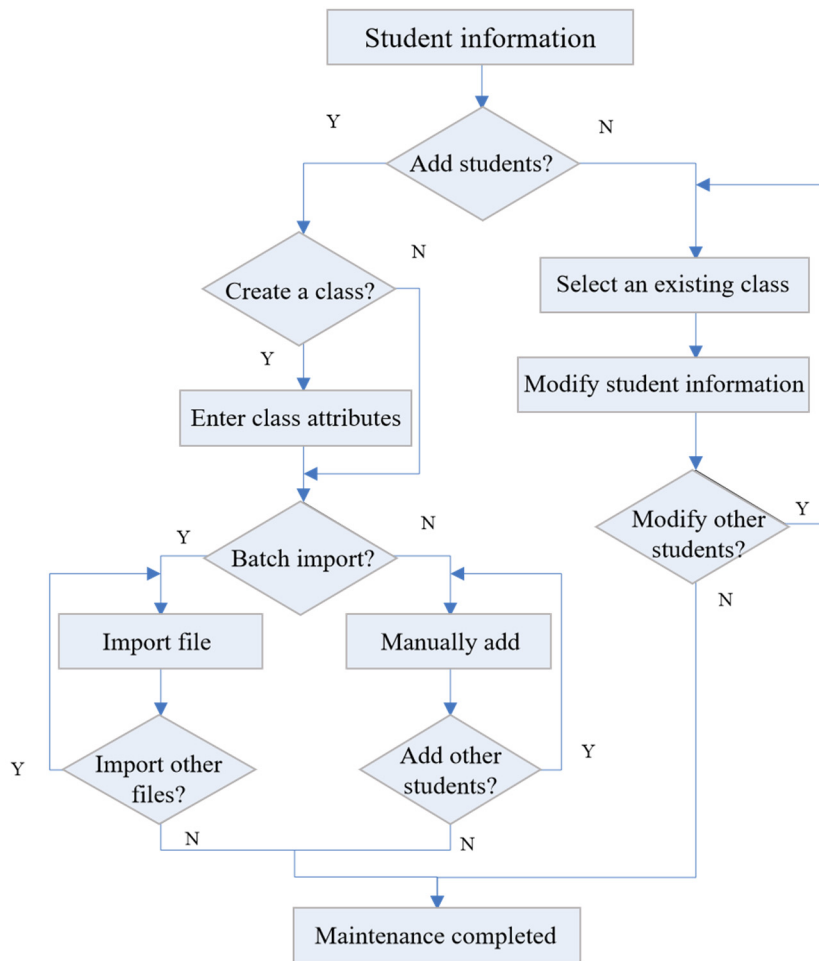 Student information
Y
N
Add students?
N
Create a class?
Select an existing class
Y
Modify student information
Enter class attributes
Y
Modify other
students?
Y
N
Batch import?
N
Import file
Manually add
Y
Import other
files?
Add other
students?
Y
N
N
Maintenance completed